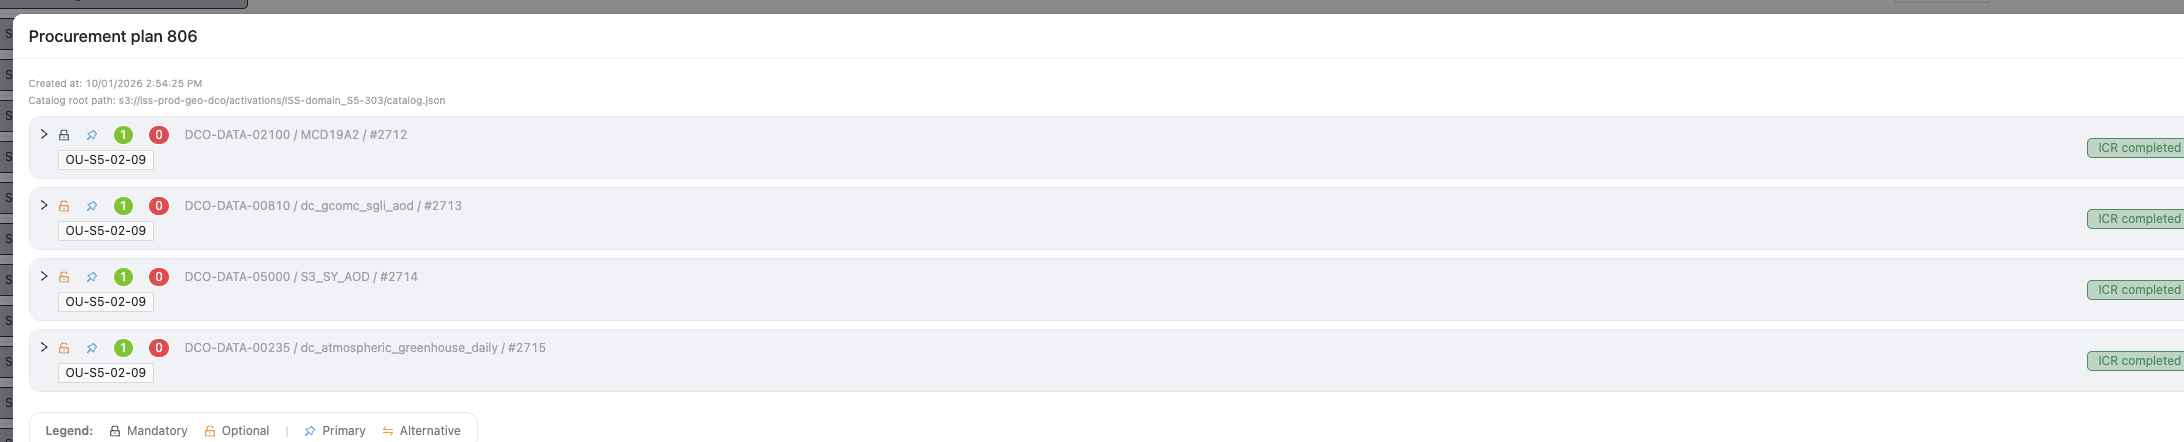 Procurement plan 806
Created at: 10/01/2026 2:54:25 PM
Catalog root path: s3://iss-prod-geo-dco/activations/ISS-domain_S5-303/catalog.json
1 0 DCO-DATA-02100 / MCD19A2 / #2712
OU-S5-02-09
ICR completed
1 0 DCO-DATA-00810 / dc_gcomc_sgli_aod / #2713
OU-S5-02-09
ICR completed
1 0 DCO-DATA-05000 / S3_SY_AOD / #2714
OU-S5-02-09
ICR completed
1 0 DCO-DATA-00235 / dc_atmospheric_greenhouse_daily / #2715
OU-S5-02-09
ICR completed
Legend: Mandatory Optional | Primary Alternative